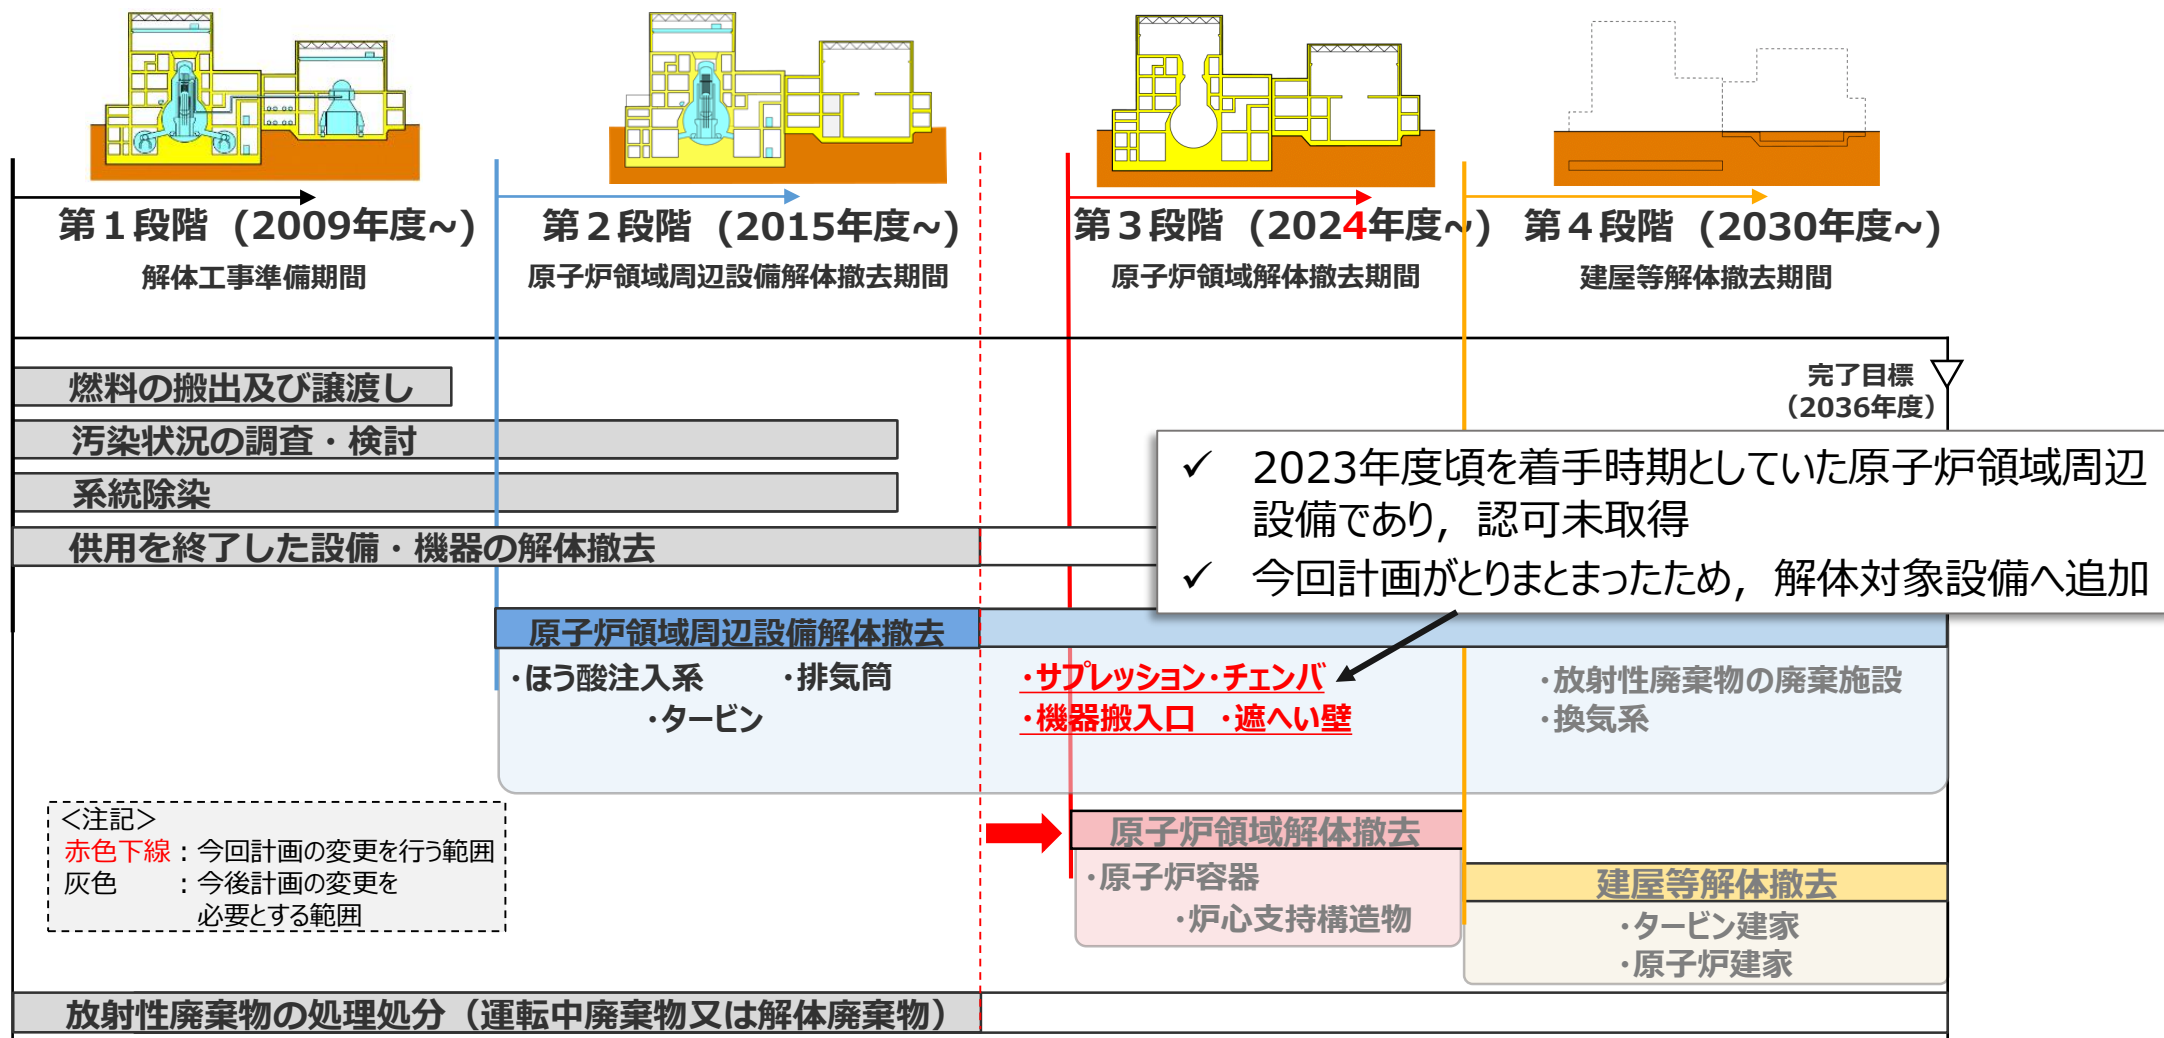 第１段階 (2009年度~)
解体工事準備期間
第２段階 (2015年度~)
原子炉領域周辺設備解体撤去期間
第３段階 (2024年度~)
原子炉領域解体撤去期間
第４段階 (2030年度~)
建屋等解体撤去期間
燃料の搬出及び譲渡し
汚染状況の調査・検討
系統除染
供用を終了した設備・機器の解体撤去
完了目標
（2036年度）
✓ 2023年度頃を着手時期としていた原子炉領域周辺
設備であり，認可未取得
✓ 今回計画がとりまとまったため，解体対象設備へ追加
原子炉領域周辺設備解体撤去
・ほう酸注入系 ・排気筒
・タービン
・サプレッション・チェンバ
・機器搬入口 ・遮へい壁
・放射性廃棄物の廃棄施設
・換気系
＜注記＞
赤色下線：今回計画の変更を行う範囲
灰色 ：今後計画の変更を
必要とする範囲
原子炉領域解体撤去
・原子炉容器
・炉心支持構造物
建屋等解体撤去
・タービン建家
・原子炉建家
放射性廃棄物の処理処分（運転中廃棄物又は解体廃棄物）